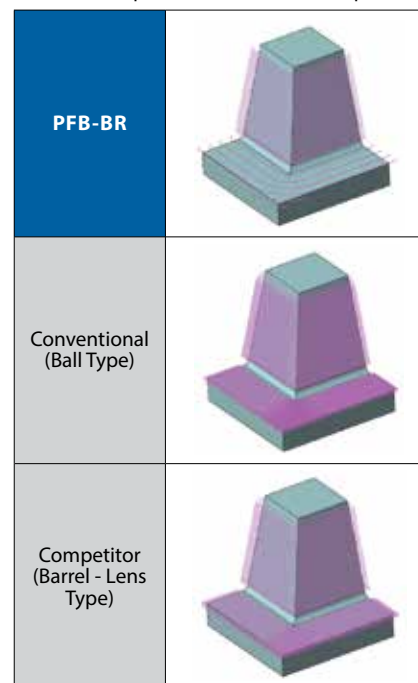 PFB-BR
Conventional
(Ball Type)
Competitor
(Barrel - Lens
Type)